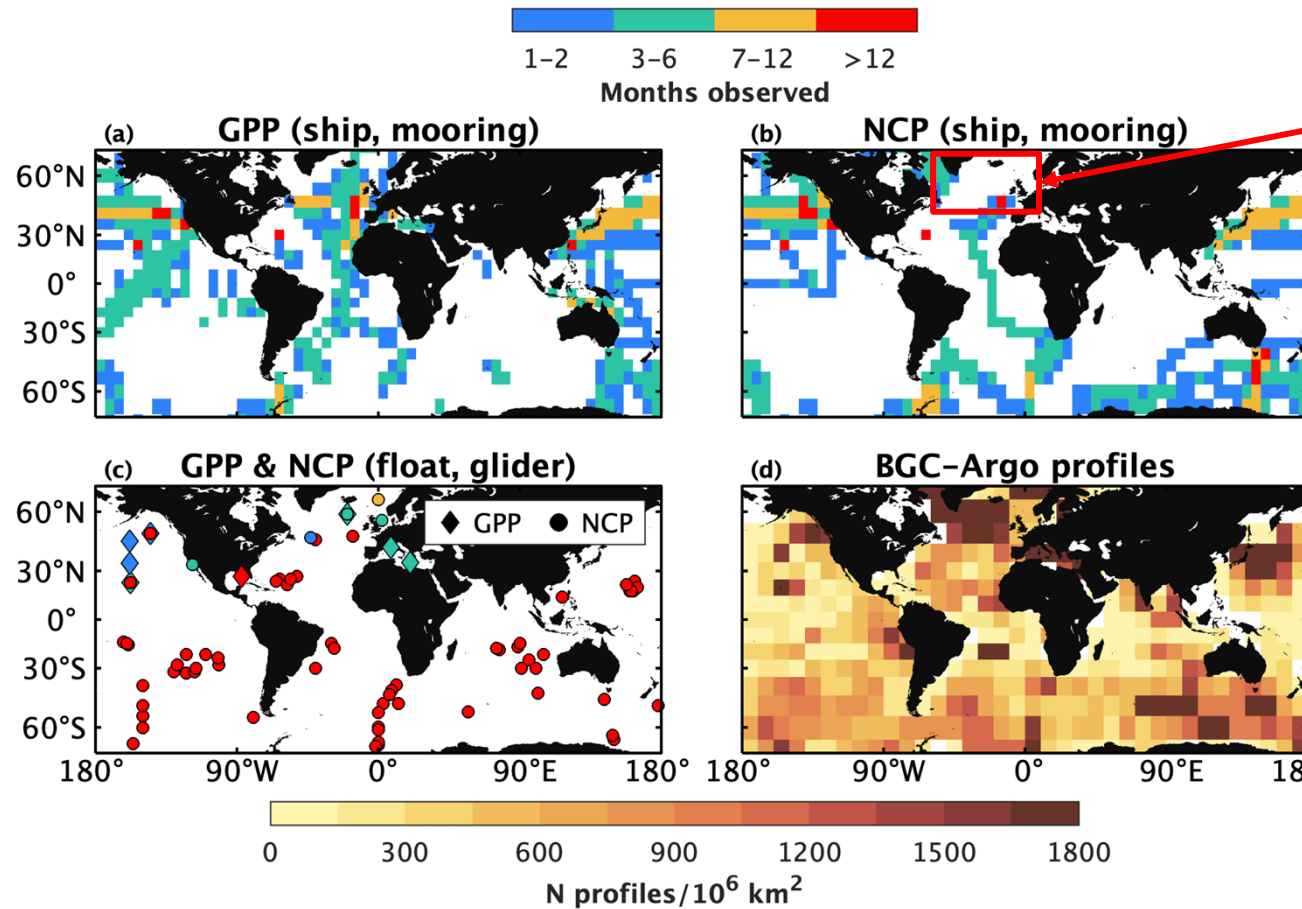 1–2 3–6 7–12 >12
Months observed
(a) GPP (ship, mooring)
(b) NCP (ship, mooring)
60°N
30°N
0°
30°S
60°S
(c) GPP & NCP (float, glider)
(d) BGC–Argo profiles
GPP NCP
60°N
30°N
0°
30°S
60°S
180° 90°W 0° 90°E 180° 90°W 0° 90°E 18
0 300 600 900 1200 1500 1800
N profiles/10⁶ km²